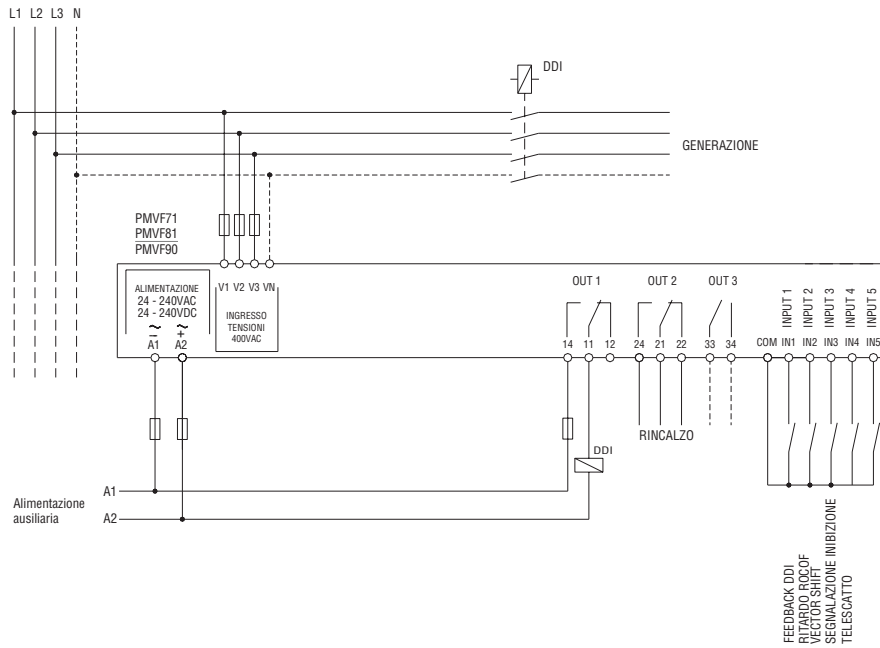 L1 L2 L3 N
DDI
GENERAZIONE
PMVF71
PMVF81
PMVF90
ALIMENTAZIONE
24 - 240VAC
24 - 240VDC
~ ~
– +
A1 A2
V1 V2 V3 VN
INGRESSO
TENSIONI
400VAC
OUT 1
OUT 2
OUT 3
INPUT 1
INPUT 2
INPUT 3
INPUT 4
INPUT 5
14 11 12 24 21 22 33 34 COM IN1 IN2 IN3 IN4 IN5
RINCALZO
DDI
Alimentazione
ausiliaria
A1
A2
FEEDBACK DDI
RITARDO ROCOF
VECTOR SHIFT
SEGNALAZIONE INIBIZIONE
TELESCATTO